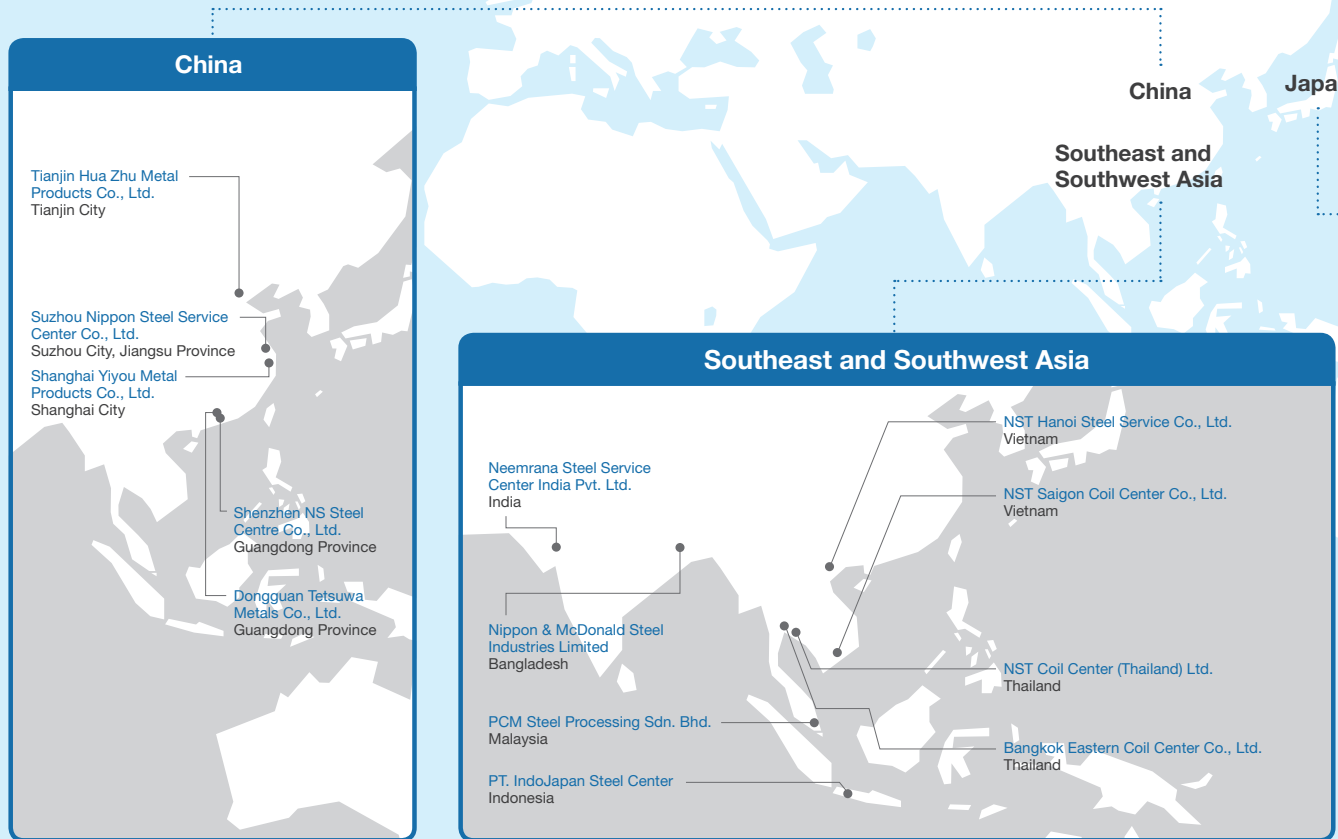 China
Tianjin Hua Zhu Metal
Products Co., Ltd.
Tianjin City
Suzhou Nippon Steel Service
Center Co., Ltd.
Suzhou City, Jiangsu Province
Shanghai Yiyou Metal
Products Co., Ltd.
Shanghai City
Shenzhen NS Steel
Centre Co., Ltd.
Guangdong Province
Dongguan Tetsuwa
Metals Co., Ltd.
Guangdong Province
China
Japa
Southeast and
Southwest Asia
Southeast and Southwest Asia
Neemrana Steel Service
Center India Pvt. Ltd.
India
Nippon & McDonald Steel
Industries Limited
Bangladesh
PCM Steel Processing Sdn. Bhd.
Malaysia
PT. IndoJapan Steel Center
Indonesia
NST Hanoi Steel Service Co., Ltd.
Vietnam
NST Saigon Coil Center Co., Ltd.
Vietnam
NST Coil Center (Thailand) Ltd.
Thailand
Bangkok Eastern Coil Center Co., Ltd.
Thailand